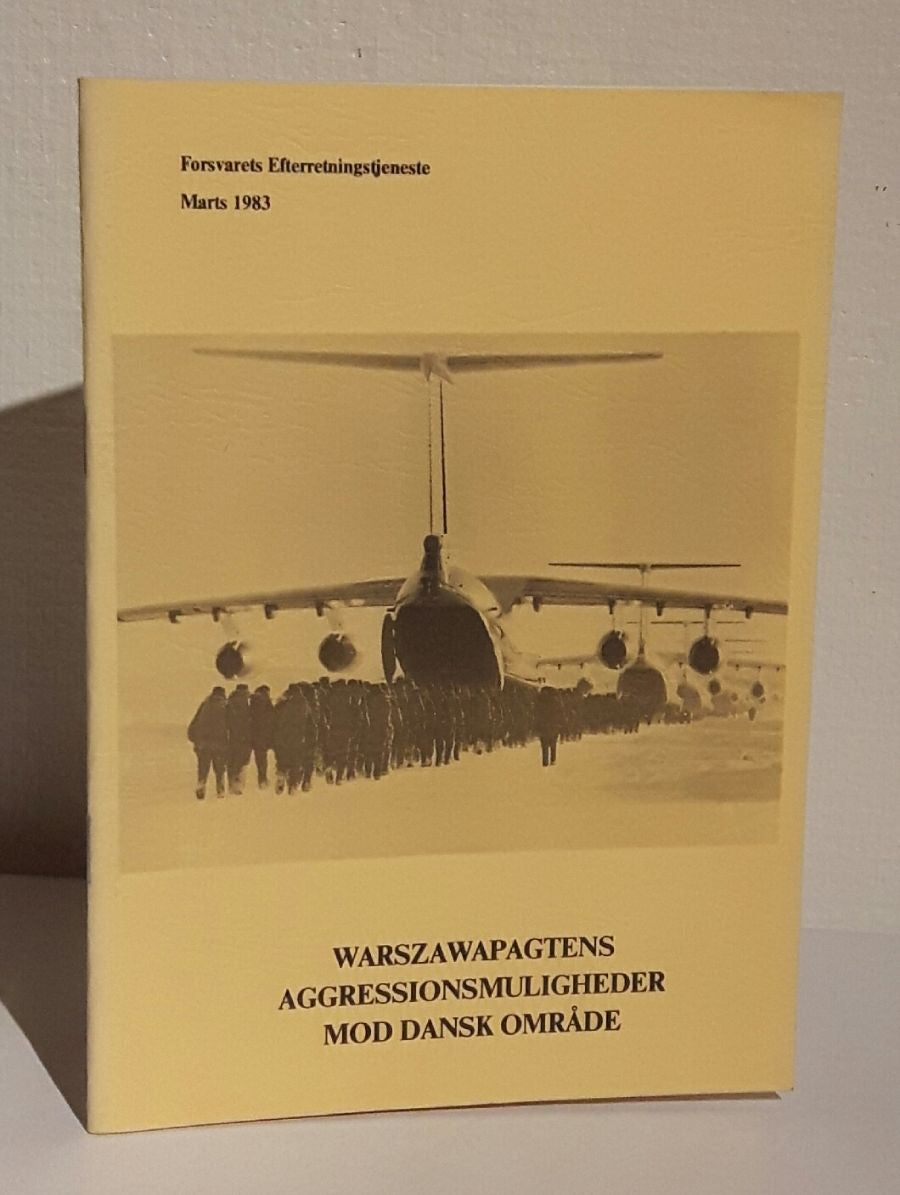 Forsvarets Efterretningstjeneste
Marts 1983
WARSZAWAPAGTENS
AGGRESSIONSMULIGHEDER
MOD DANSK OMRÅDE